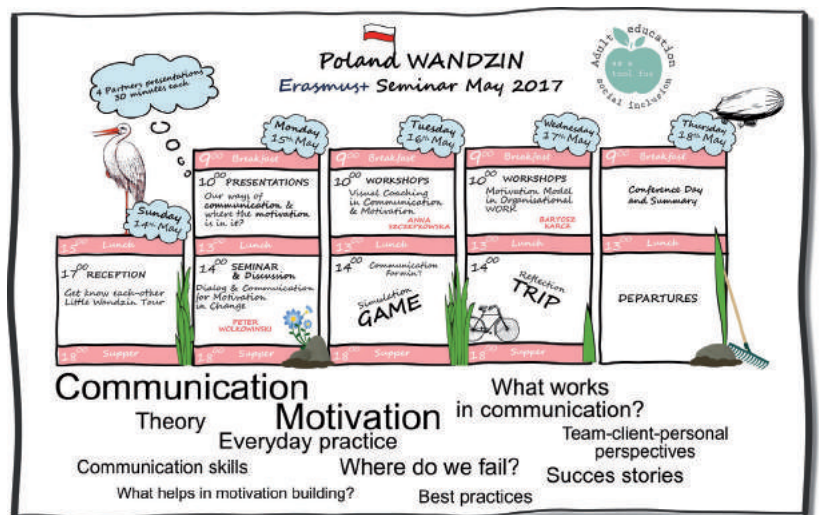 Poland WANDZIN
Erasmus+ Seminar May 2017
Adult education
as a
tool for
social inclusion
4 Partners presentations
30 minutes each
Sunday
14th May
15:00 Lunch
17:00 RECEPTION
Get know each-other
Little Wandzin Tour
18:00 Supper
Monday
15th May
9:00 Breakfast
10:00 PRESENTATIONS
Our ways of
communication &
where the motivation
is in it?
13:00 Lunch
14:00 SEMINAR
& Discussion
Dialog & Commucation
for Motivation
in Change
PETER
WOLKOWINSKI
18:00 Supper
Tuesday
16th May
9:00 Breakfast
10:00 WORKSHOPS
Visual Coaching
in Communication
& Motivation
ANNA
SZCZEPKOWSKA
13:00 Lunch
14:00 Communication
Simulation
GAME
18:00 Supper
Wednesday
17th May
9:00 Breakfast
10:00 WORKSHOPS
Motivation Model
in Organisational
WORK
BARTOSZ
KARCZ
13:00 Lunch
14:00 Reflection
TRIP
18:00 Supper
Thursday
18th May
9:00 Breakfast
Conference Day
and Summary
13:00 Lunch
DEPARTURES
Communication
What works
in communication?
Theory
Motivation
Everyday practice
Team-client-personal
perspectives
Communication skills
Where do we fail?
Succes stories
What helps in motivation building?
Best practices